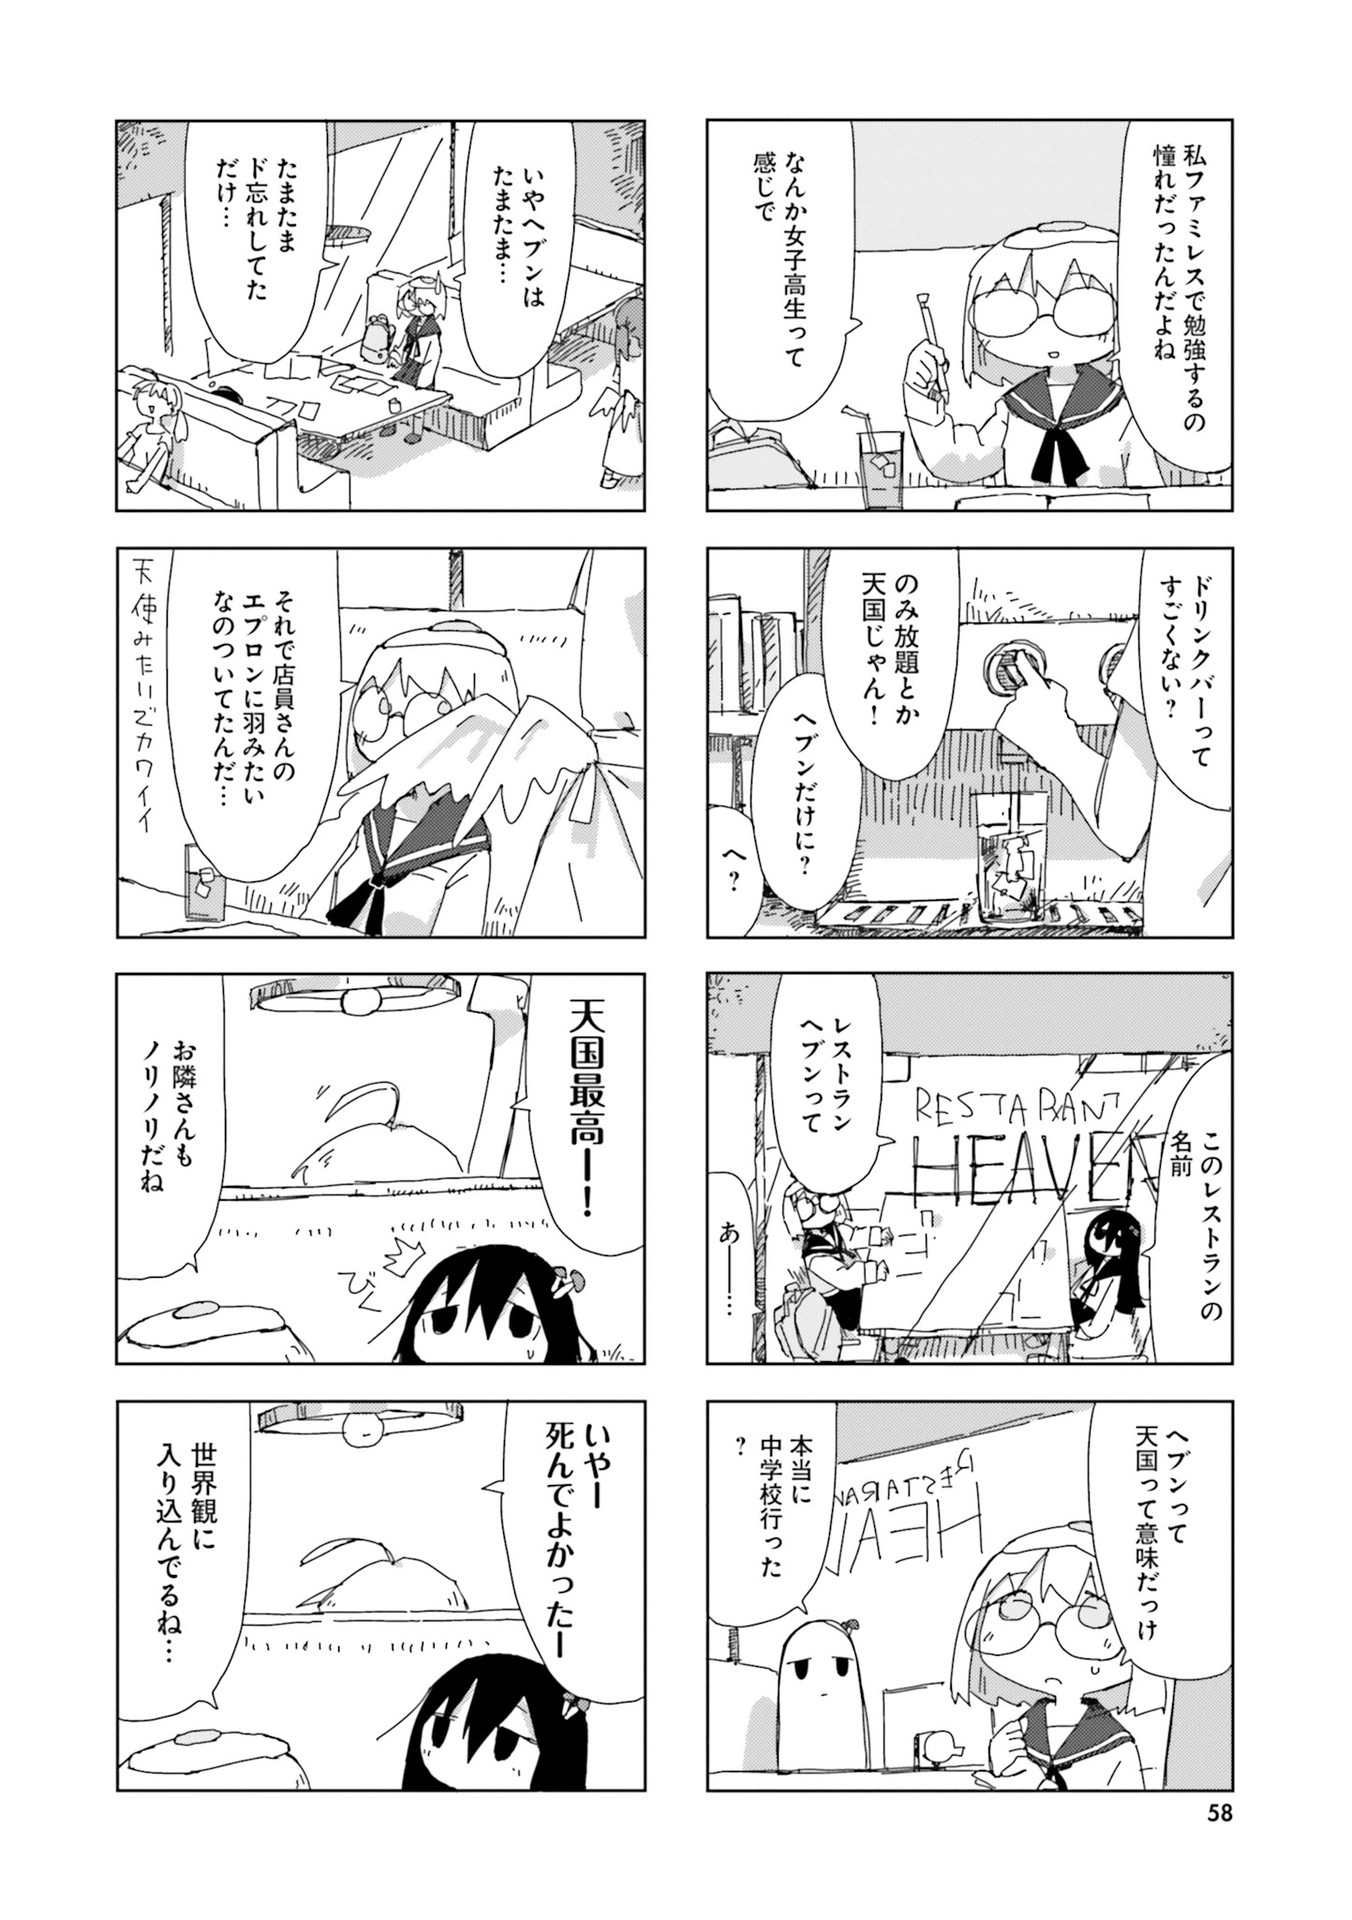 私ファミレスで勉強するの
憧れだったんだよね
なんか女子高生って
感じで
ドリンクバーって
すごくない?
のみ放題とか
天国じゃん!
ヘブンだけに?
へ?
このレストランの
名前
RESTARANT
HEAVEN
レストラン
ヘブンって
あー…
ヘブンって
天国って意味だっけ
RESTARAN
HEAV
本当に
中学校行った
?
いやヘブンは
たまたま…
たまたま
ド忘れしてた
だけ…
それで店員さんの
エプロンに羽みたい
なのついてたんだ…
天使みたいでカワイイ
天国最高ー!
びく
お隣さんも
ノリノリだね
いやー
死んでよかったー
世界観に
入り込んでるね…
58